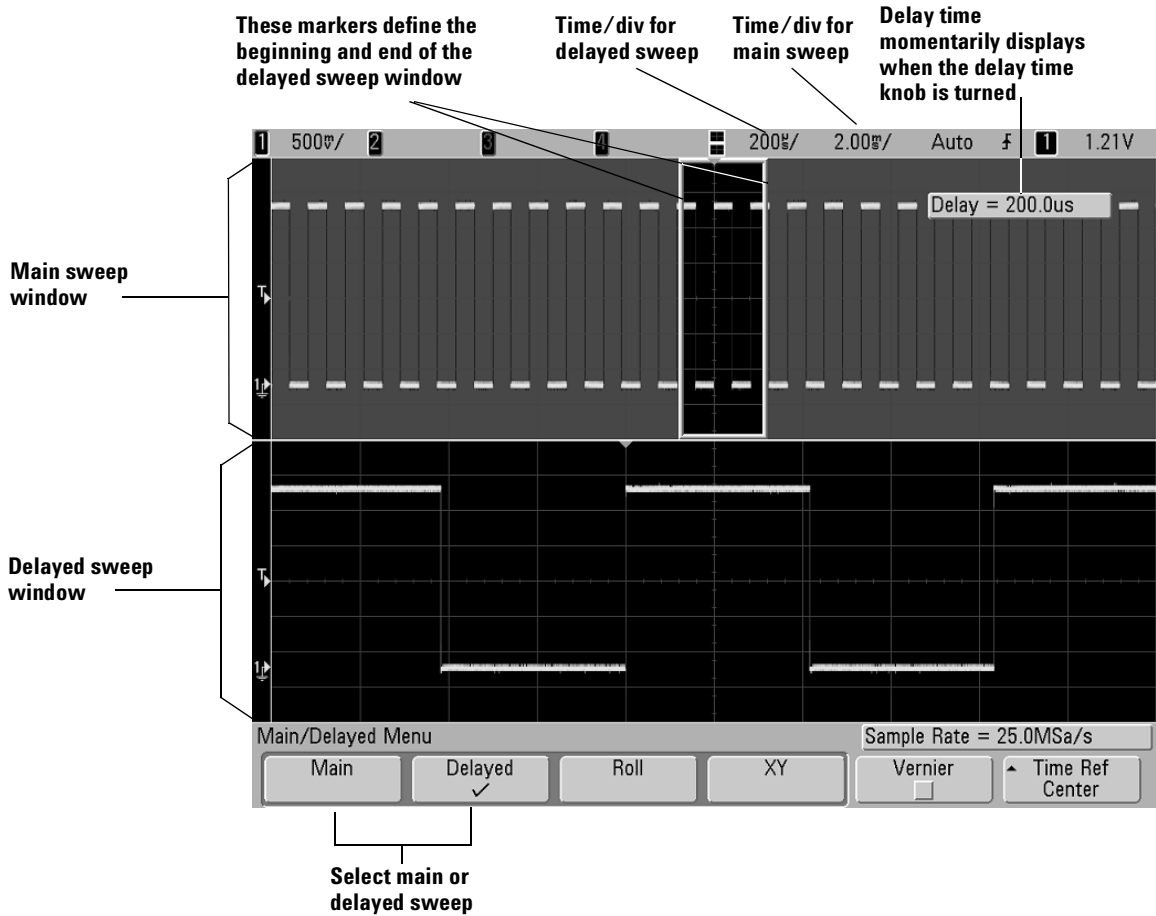 These markers define the
beginning and end of the
delayed sweep window
Time/div for
delayed sweep
Time/div for
main sweep
Delay time
momentarily displays
when the delay time
knob is turned
1 500mV/ 2 3 4 200µs/ 2.00ms/ Auto 1 1.21V
Delay = 200.0us
Main sweep
window
T
1
Delayed sweep
window
T
1
Main/Delayed Menu
Sample Rate = 25.0MSa/s
Main
Delayed
✓
Roll
XY
Vernier
Time Ref
Center
Select main or
delayed sweep